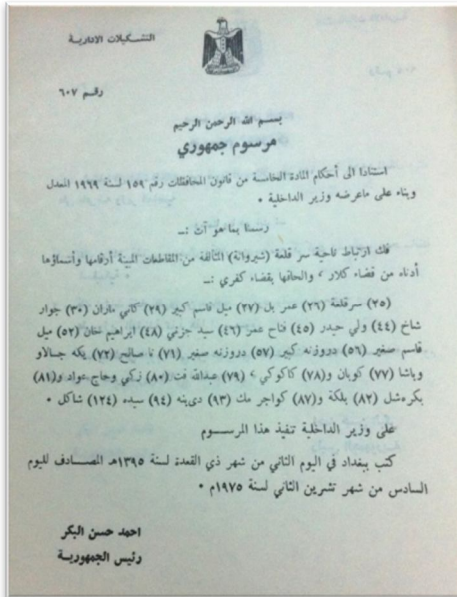 التشكيلات الادارية
رقم ٦٠٧
بسم الله الرحمن الرحيم
مرسوم جمهوري
استنادا الى أحكام المادة الخامسة من قانون المحافظات رقم ١٥٩ لسنة ١٩٦٩ المعدل
وبناء على ماعرضه وزير الداخلية •
رسمنا بما هو آت :ـ
فك ارتباط ناحية سر قلعة (شيروانة) المتألفة من المقاطعات المبينة أرقامها وأسماؤها
أدناه من قضاء كلار ، والحاقها بقضاء كفري :ـ
(٢٥) سرقلعة (٢٦) عمر بل (٢٧) ميل قاسم كبير (٢٩) كاني ماران (٣٠) جوار
شاخ (٤٤) ولي حيدر (٤٥) فتاح عمر (٤٦) سيد جزني (٤٨) ابراهيم خان (٥٢) ميل
قاسم صغير (٥٦) دروزنه كبير (٥٧) دروزنه صغير (٧١) نا صالح (٧٢) يكه جالاو
وباشا (٧٧) كوبان و(٧٨) كاكوكي ، (٧٩) عبدالله فت (٨٠) زكي وحاج عواد و(٨١)
بكرهشل (٨٢) بلكة و(٨٧) كواجر مك (٩٣) دىينه (٩٤) سيده (١٢٤) شاكل •
على وزير الداخلية تنفيذ هذا المرسوم
كتب ببغداد في اليوم الثاني من شهر ذي القعدة لسنة ١٣٩٥هـ المصادف لليوم
السادس من شهر تشرين الثاني لسنة ١٩٧٥م •
احمد حسن البكر
رئيس الجمهورية